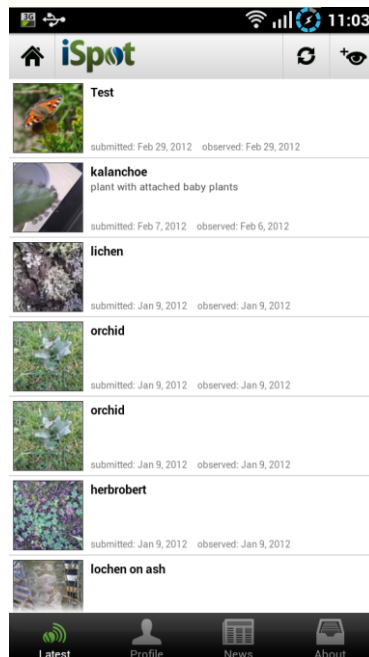 3G 11:03
iSpot
Test
submitted: Feb 29, 2012 observed: Feb 29, 2012
kalanchoe
plant with attached baby plants
submitted: Feb 7, 2012 observed: Feb 6, 2012
lichen
submitted: Jan 9, 2012 observed: Jan 9, 2012
orchid
submitted: Jan 9, 2012 observed: Jan 9, 2012
orchid
submitted: Jan 9, 2012 observed: Jan 9, 2012
herbrobert
submitted: Jan 9, 2012 observed: Jan 9, 2012
lochen on ash
Latest Profile News About